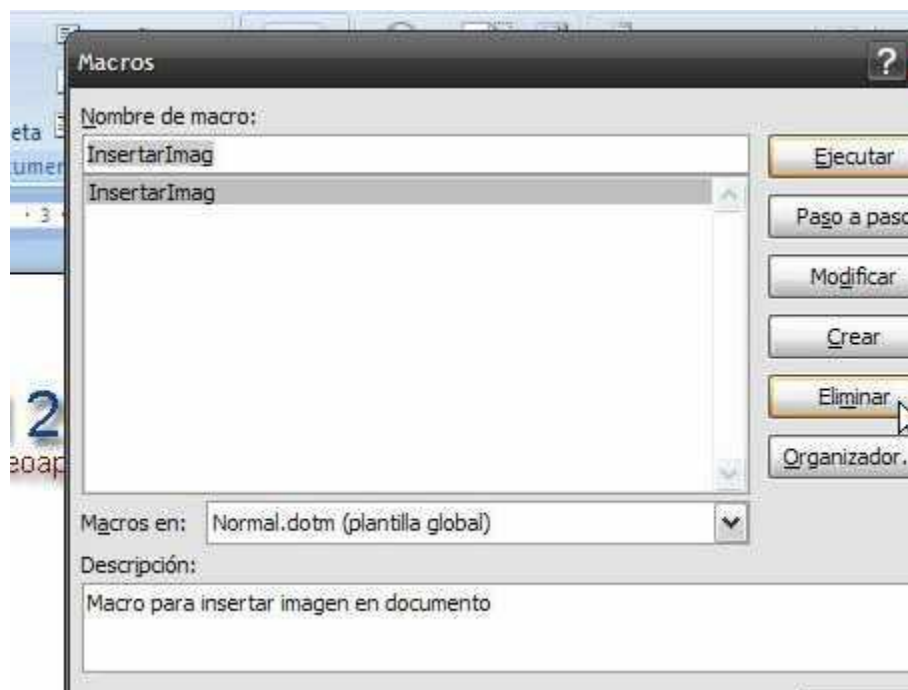 Macros
?
Nombre de macro:
InsertarImag
InsertarImag
Ejecutar
Paso a paso
Modificar
Crear
Eliminar
Organizador.
eta
umen
· 3
2
eoap
Macros en: Normal.dotm (plantilla global)
Descripción:
Macro para insertar imagen en documento